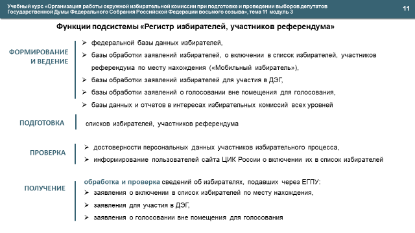 Учебный курс «Организация работы окружной избирательной комиссии при подготовке и проведении выборов депутатов
Государственной Думы Федерального Собрания Российской Федерации восьмого созыва», тема 11 модуль 3
11
Функции подсистемы «Регистр избирателей, участников референдума»
ФОРМИРОВАНИЕ
И ВЕДЕНИЕ
➢ федеральной базы данных избирателей,
➢ базы обработки заявлений избирателей, о включении в список избирателей, участников
референдума по месту нахождения («Мобильный избиратель»),
➢ базы обработки заявлений избирателей для участия в ДЭГ,
➢ базы обработки заявлений о голосовании вне помещения для голосования,
➢ базы данных и отчетов в интересах избирательных комиссий всех уровней
ПОДГОТОВКА
списков избирателей, участников референдума
ПРОВЕРКА
➢ достоверности персональных данных участников избирательного процесса,
➢ информирование пользователей сайта ЦИК России о включении их в список избирателей
ПОЛУЧЕНИЕ
обработка и проверка сведений об избирателях, подавших через ЕПГУ:
➢ заявления о включении в список избирателей по месту нахождения,
➢ заявления для участия в ДЭГ,
➢ заявления о голосовании вне помещения для голосования